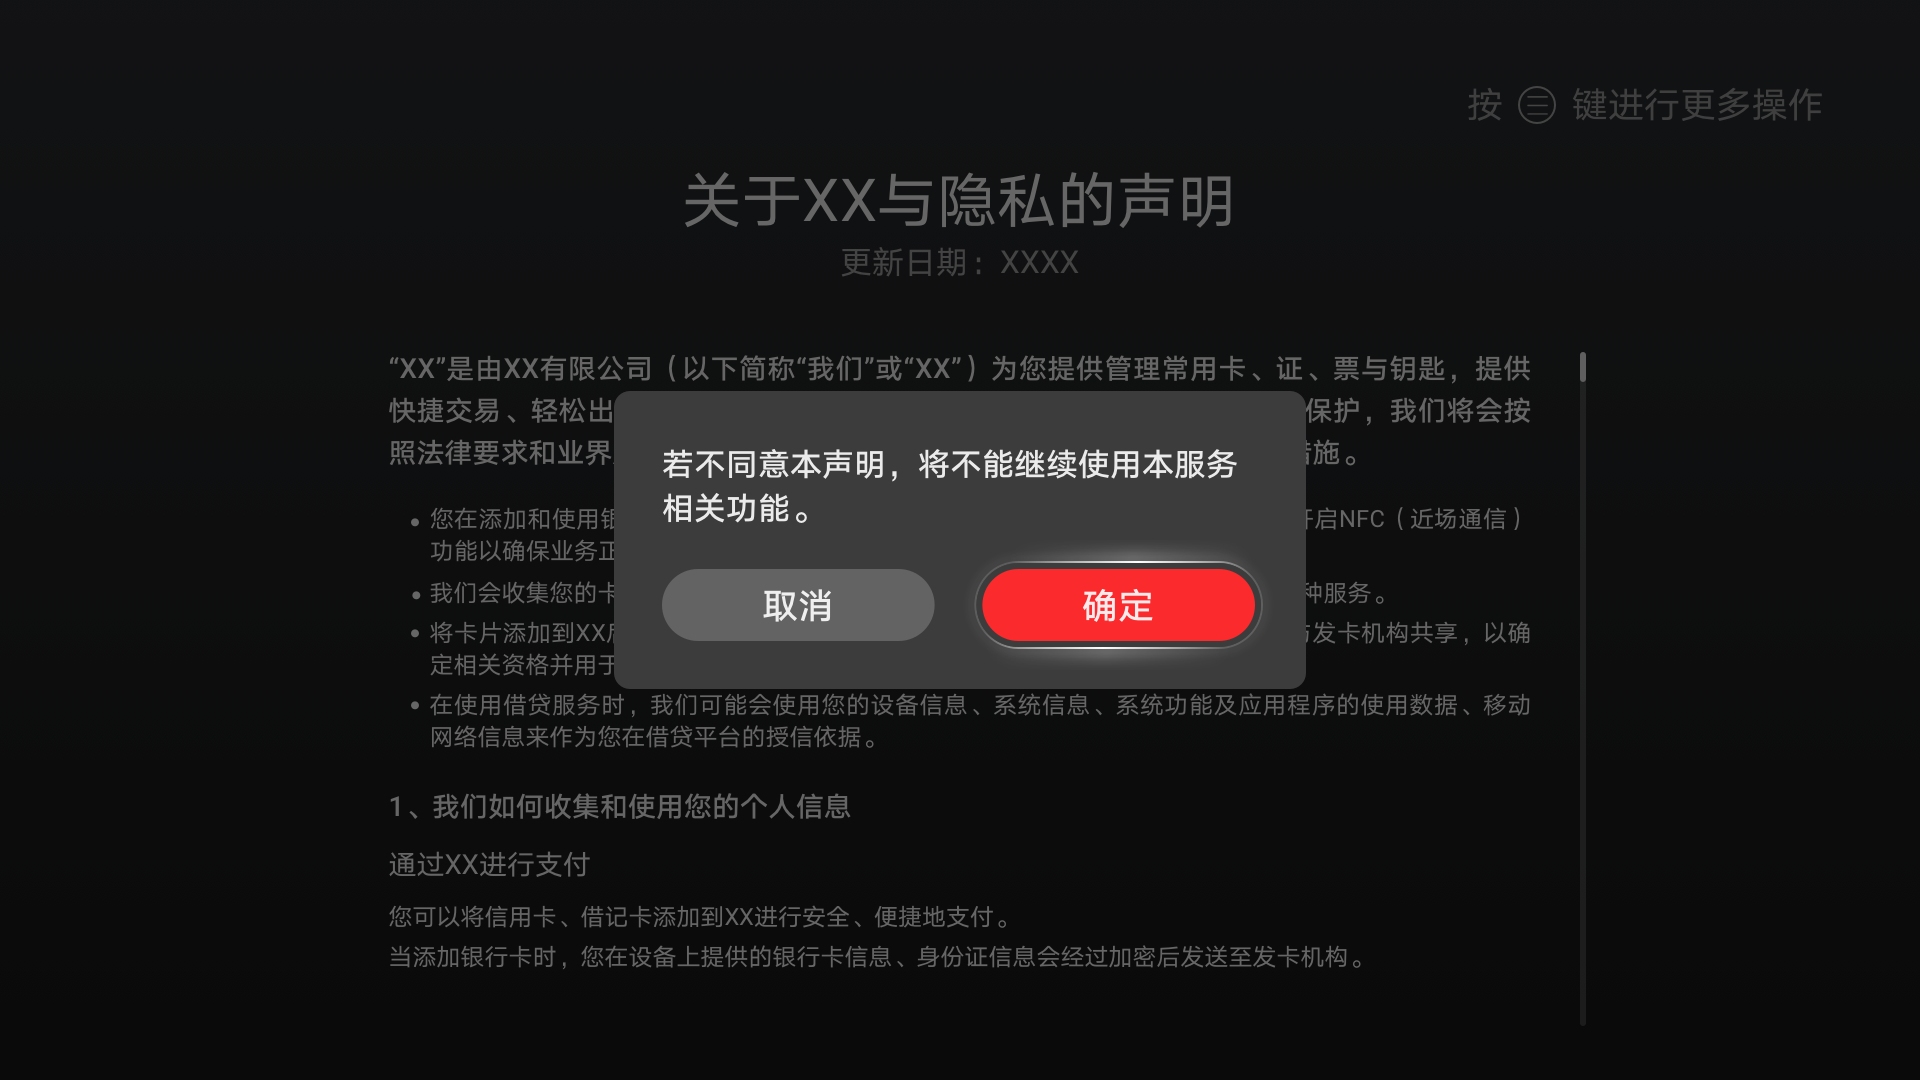 按 键进行更多操作
关于XX与隐私的声明
更新日期：XXXX
“XX”是由XX有限公司（以下简称“我们”或“XX”）为您提供管理常用卡、证、票与钥匙，提供
快捷交易、轻松出 保护，我们将会按
照法律要求和业界 施。
若不同意本声明，将不能继续使用本服务
相关功能。
取消
确定
• 您在添加和使用银 开启NFC（近场通信）
功能以确保业务正
• 我们会收集您的卡 种服务。
• 将卡片添加到XX 与发卡机构共享，以确
定相关资格并用于
• 在使用借贷服务时，我们可能会使用您的设备信息、系统信息、系统功能及应用程序的使用数据、移动
网络信息来作为您在借贷平台的授信依据。
1、我们如何收集和使用您的个人信息
通过XX进行支付
您可以将信用卡、借记卡添加到XX进行安全、便捷地支付。
当添加银行卡时，您在设备上提供的银行卡信息、身份证信息会经过加密后发送至发卡机构。